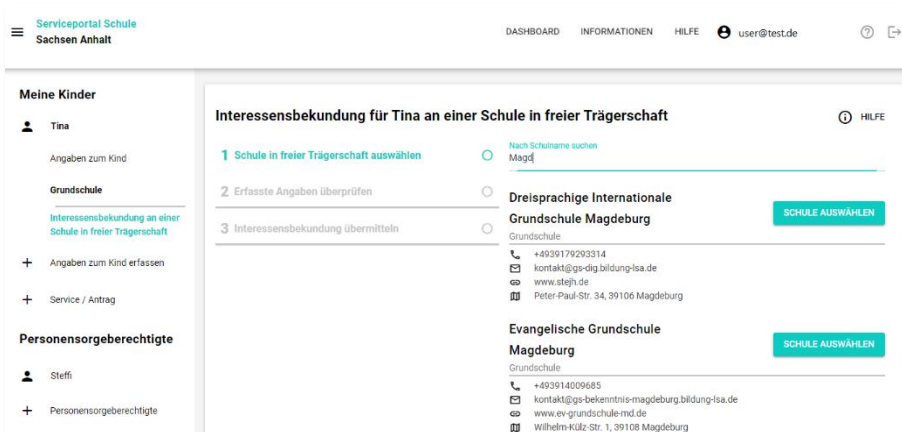 Serviceportal Schule
Sachsen Anhalt
DASHBOARD INFORMATIONEN HILFE user@test.de
Meine Kinder
Tina
Angaben zum Kind
Grundschule
Interessensbekundung an einer
Schule in freier Trägerschaft
Angaben zum Kind erfassen
Service / Antrag
Personensorgeberechtigte
Steffi
Personensorgeberechtigte
Interessensbekundung für Tina an einer Schule in freier Trägerschaft
HILFE
1 Schule in freier Trägerschaft auswählen
2 Erfasste Angaben überprüfen
3 Interessensbekundung übermitteln
Nach Schulname suchen
Magd
Dreisprachige Internationale
Grundschule Magdeburg
SCHULE AUSWÄHLEN
Grundschule
+4939179293314
kontakt@gs-dig.bildung-lsa.de
www.stejh.de
Peter-Paul-Str. 34, 39106 Magdeburg
Evangelische Grundschule
Magdeburg
SCHULE AUSWÄHLEN
Grundschule
+493914009685
kontakt@gs-bekenntnis-magdeburg.bildung-lsa.de
www.ev-grundschule-md.de
Wilhelm-Külz-Str. 1, 39108 Magdeburg